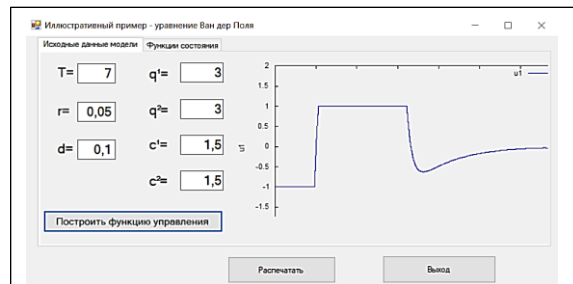 Иллюстративный пример - уравнение Ван дер Поля
Исходные данные модели
Функции состояния
T= 7
q¹= 3
r= 0,05
q²= 3
d= 0,1
c¹= 1,5
c²= 1,5
Построить функцию управления
u1
2
1.5
1
0.5
0
-0.5
-1
-1.5
u1
Распечатать
Выход